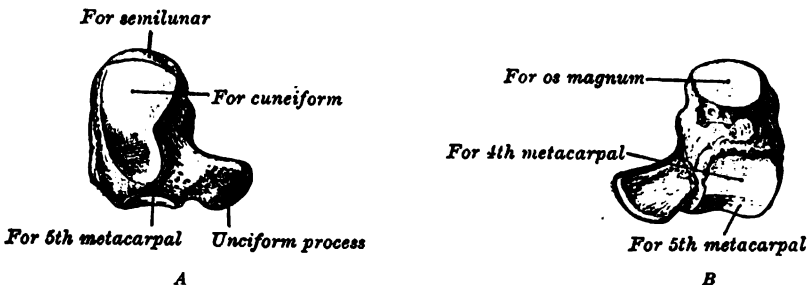 For semilunar
For cuneiform
For 5th metacarpal
Unciform process
A
For os magnum
For 4th metacarpal
For 5th metacarpal
B